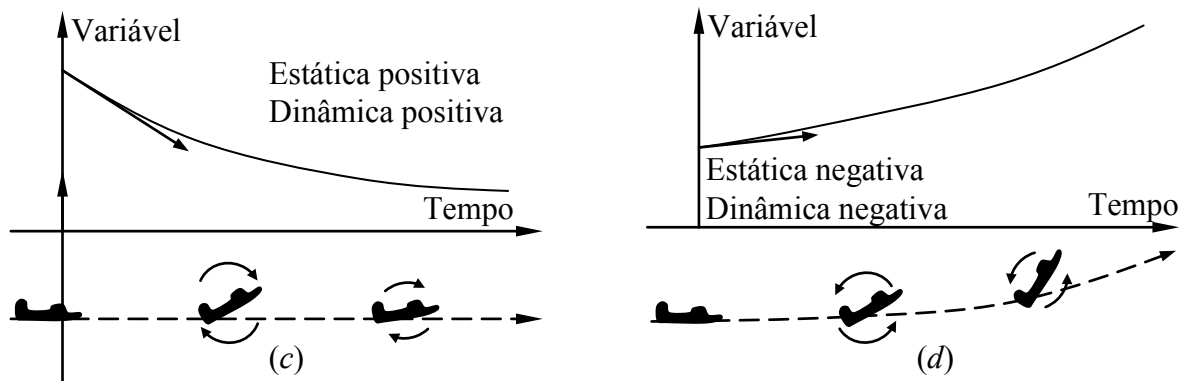 Variável
Estática positiva
Dinâmica positiva
Tempo
(c)
Variável
Estática negativa
Dinâmica negativa
Tempo
(d)